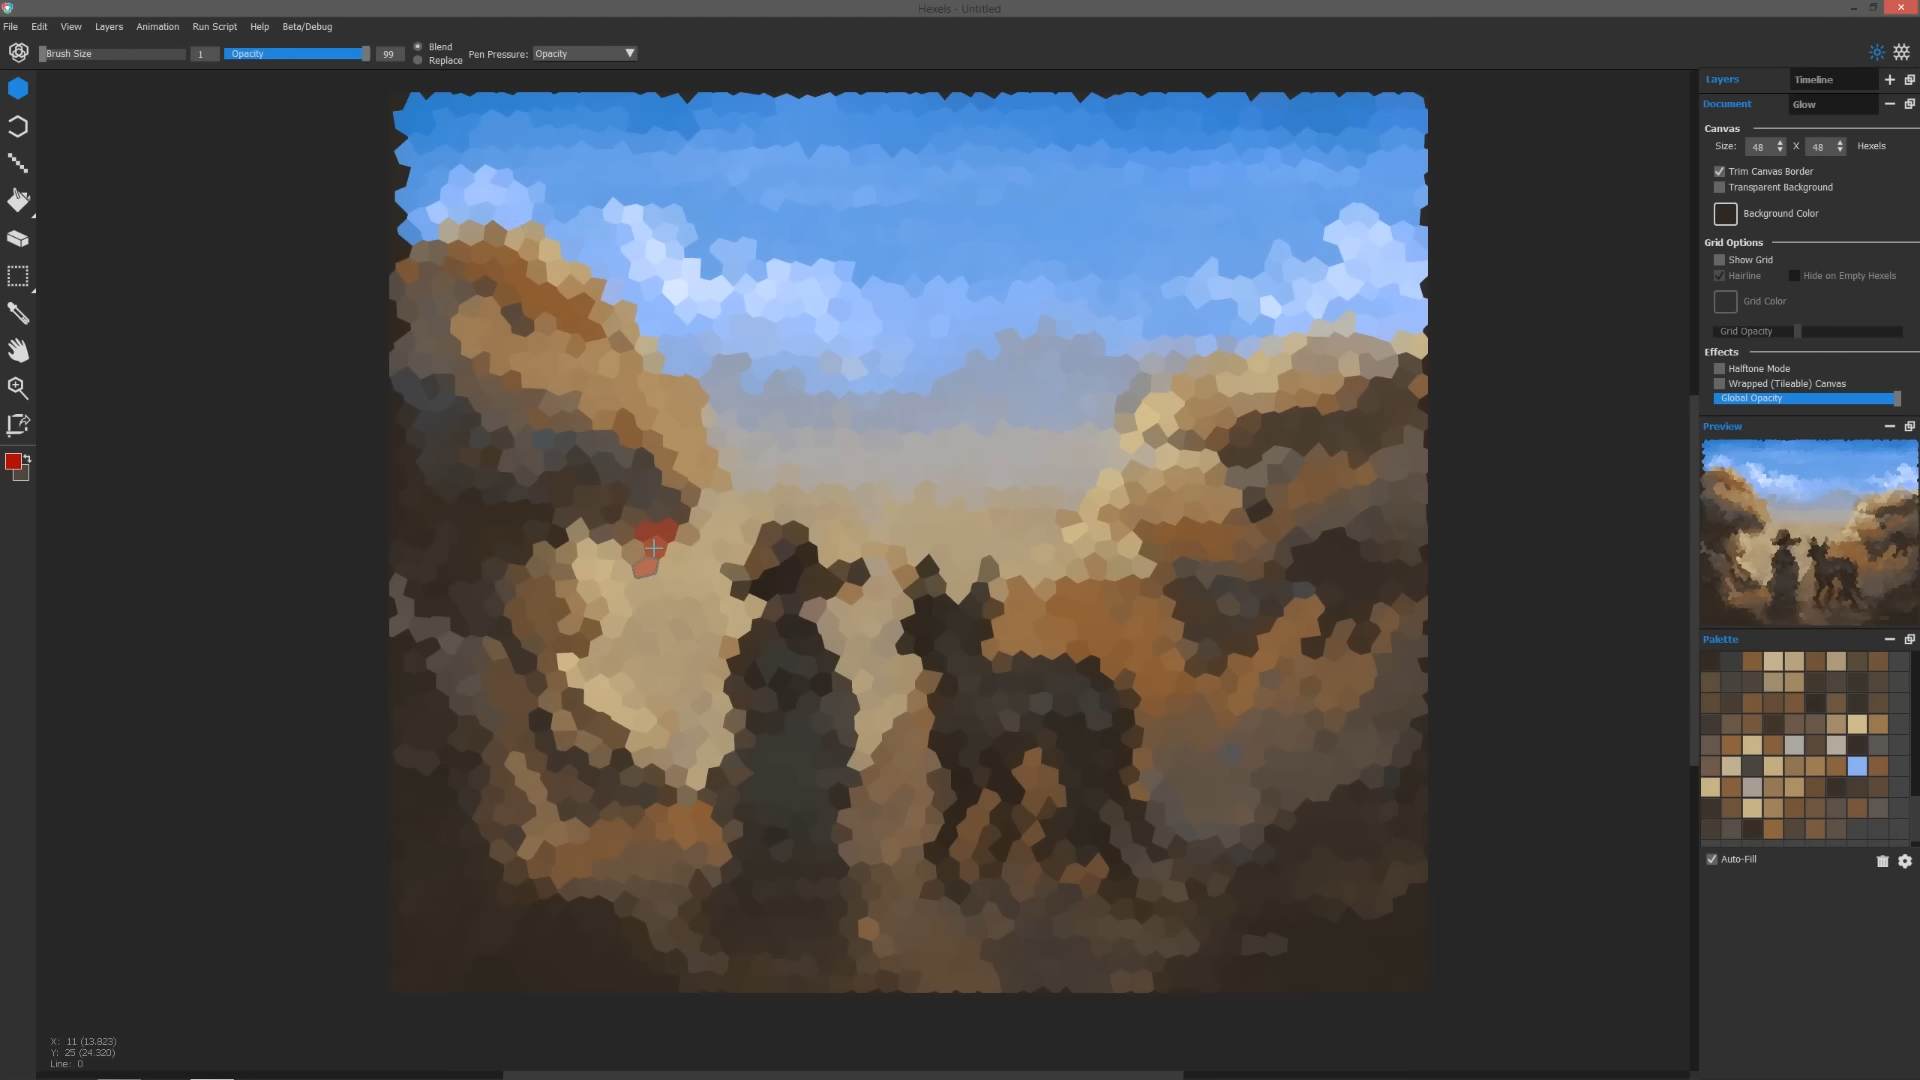 Hexels - Untitled
File Edit View Layers Animation Run Script Help Beta/Debug
Brush Size 1 Opacity 99 Blend Replace Pen Pressure: Opacity
Layers Timeline
Document Glow
Canvas
Size: 48 X 48 Hexels
Trim Canvas Border
Transparent Background
Background Color
Grid Options
Show Grid
Hairline Hide on Empty Hexels
Grid Color
Grid Opacity
Effects
Halftone Mode
Wrapped (Tileable) Canvas
Global Opacity
Preview
Palette
Auto-Fill
X: 11 (13.823)
Y: 25 (24.320)
Line: 0